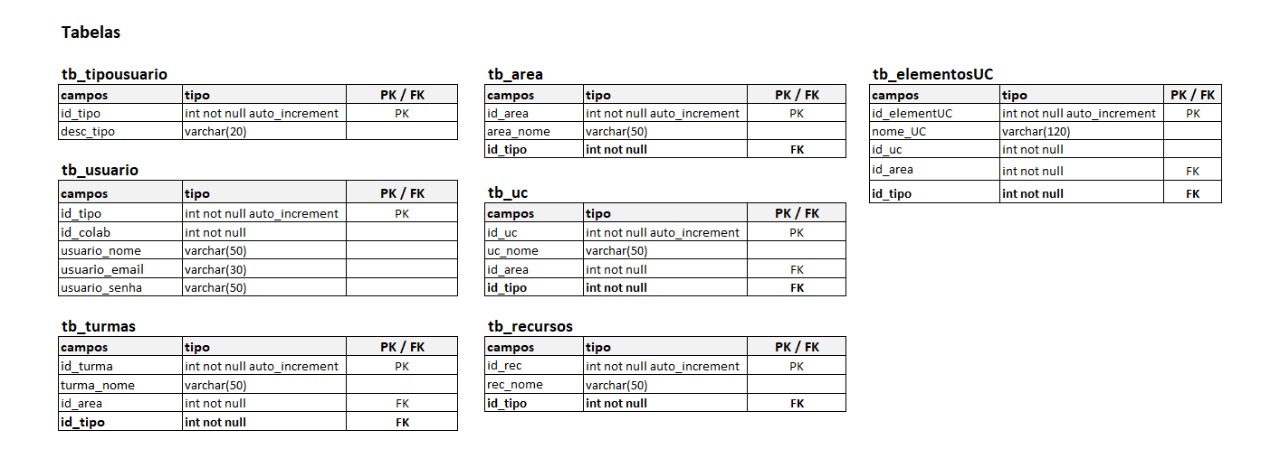 Tabelas
tb_tipousuario
campos tipo PK / FK
id_tipo int not null auto_increment PK
desc_tipo varchar(20)
tb_usuario
campos tipo PK / FK
id_tipo int not null auto_increment PK
id_colab int not null
usuario_nome varchar(50)
usuario_email varchar(30)
usuario_senha varchar(50)
tb_turmas
campos tipo PK / FK
id_turma int not null auto_increment PK
turma_nome varchar(50)
id_area int not null FK
id_tipo int not null FK
tb_area
campos tipo PK / FK
id_area int not null auto_increment PK
area_nome varchar(50)
id_tipo int not null FK
tb_uc
campos tipo PK / FK
id_uc int not null auto_increment PK
uc_nome varchar(50)
id_area int not null FK
id_tipo int not null FK
tb_recursos
campos tipo PK / FK
id_rec int not null auto_increment PK
rec_nome varchar(50)
id_tipo int not null FK
tb_elementosUC
campos tipo PK / FK
id_elementUC int not null auto_increment PK
nome_UC varchar(120)
id_uc int not null
id_area int not null FK
id_tipo int not null FK